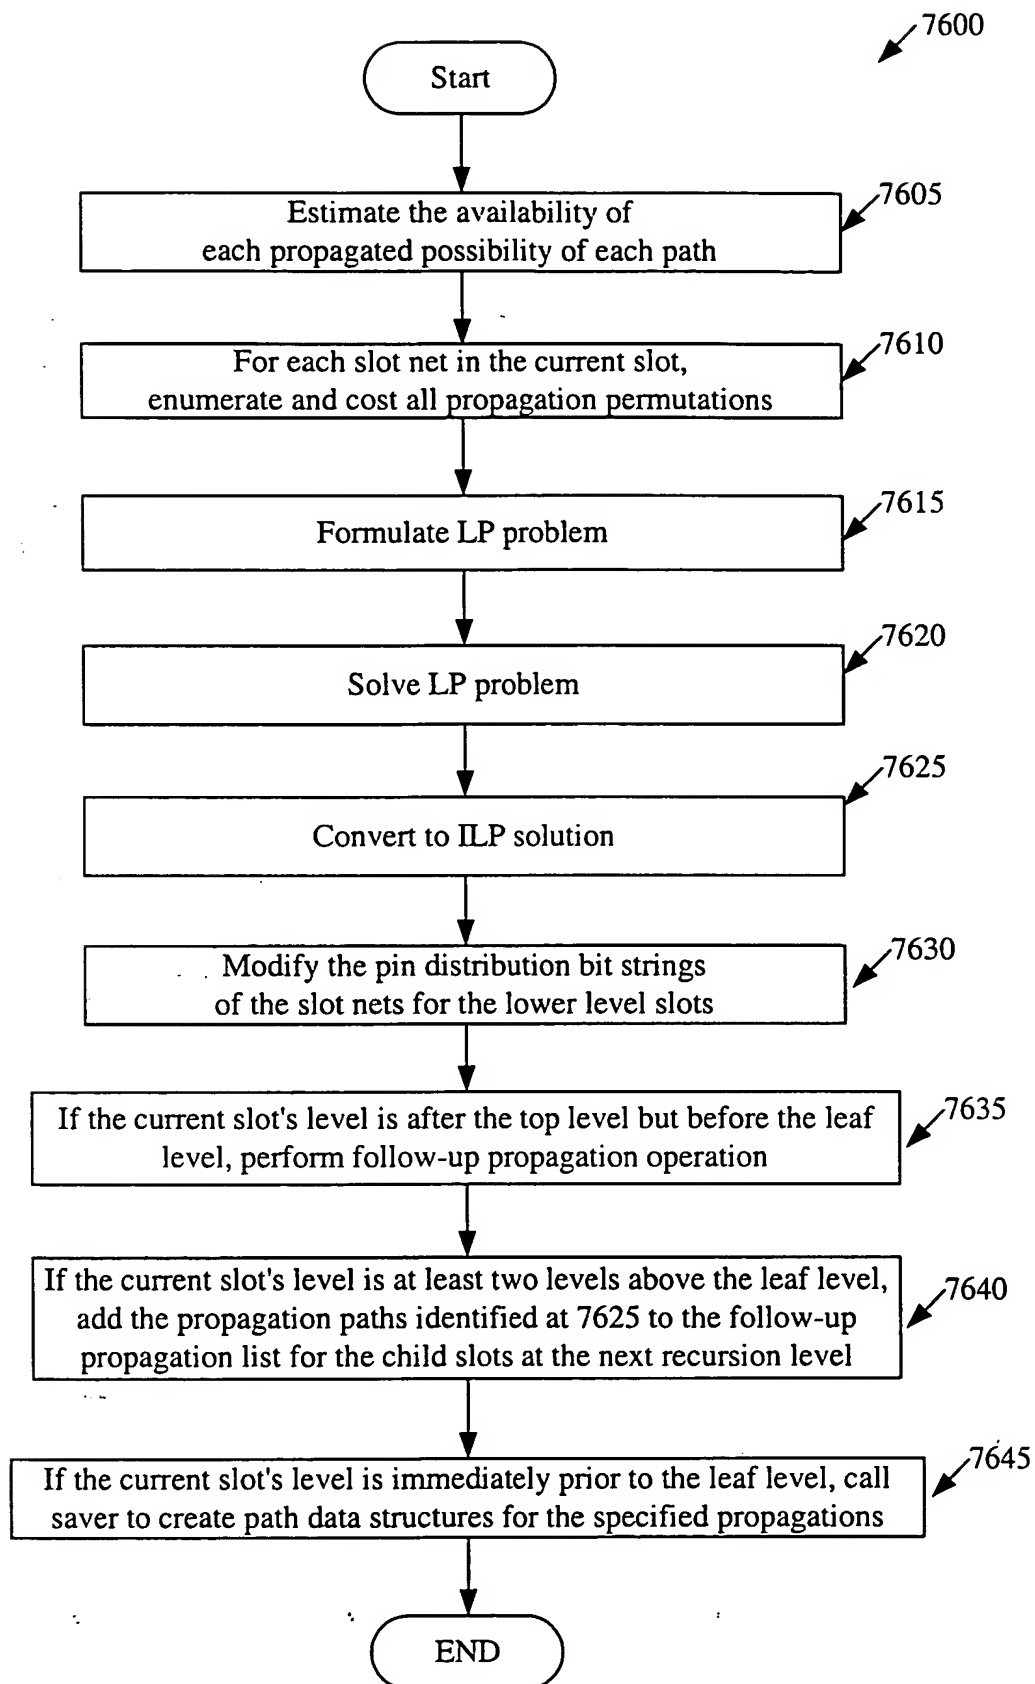 7600
Start
7605
Estimate the availability of
each propagated possibility of each path
7610
For each slot net in the current slot,
enumerate and cost all propagation permutations
7615
Formulate LP problem
7620
Solve LP problem
7625
Convert to ILP solution
7630
Modify the pin distribution bit strings
of the slot nets for the lower level slots
7635
If the current slot's level is after the top level but before the leaf
level, perform follow-up propagation operation
7640
If the current slot's level is at least two levels above the leaf level,
add the propagation paths identified at 7625 to the follow-up
propagation list for the child slots at the next recursion level
7645
If the current slot's level is immediately prior to the leaf level, call
saver to create path data structures for the specified propagations
END